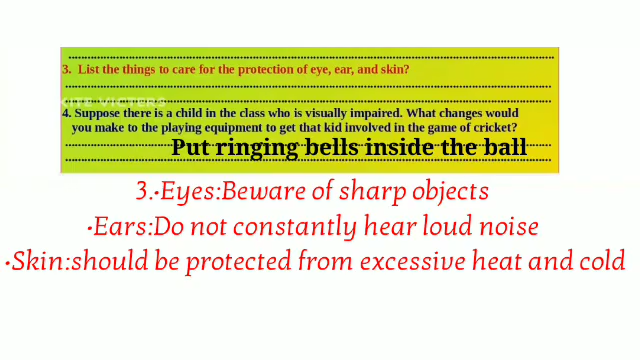 3. List the things to care for the protection of eye, ear, and skin?
KITE VICTERS
4. Suppose there is a child in the class who is visually impaired. What changes would
you make to the playing equipment to get that kid involved in the game of cricket?
Put ringing bells inside the ball
3.•Eyes:Beware of sharp objects
•Ears:Do not constantly hear loud noise
•Skin:should be protected from excessive heat and cold